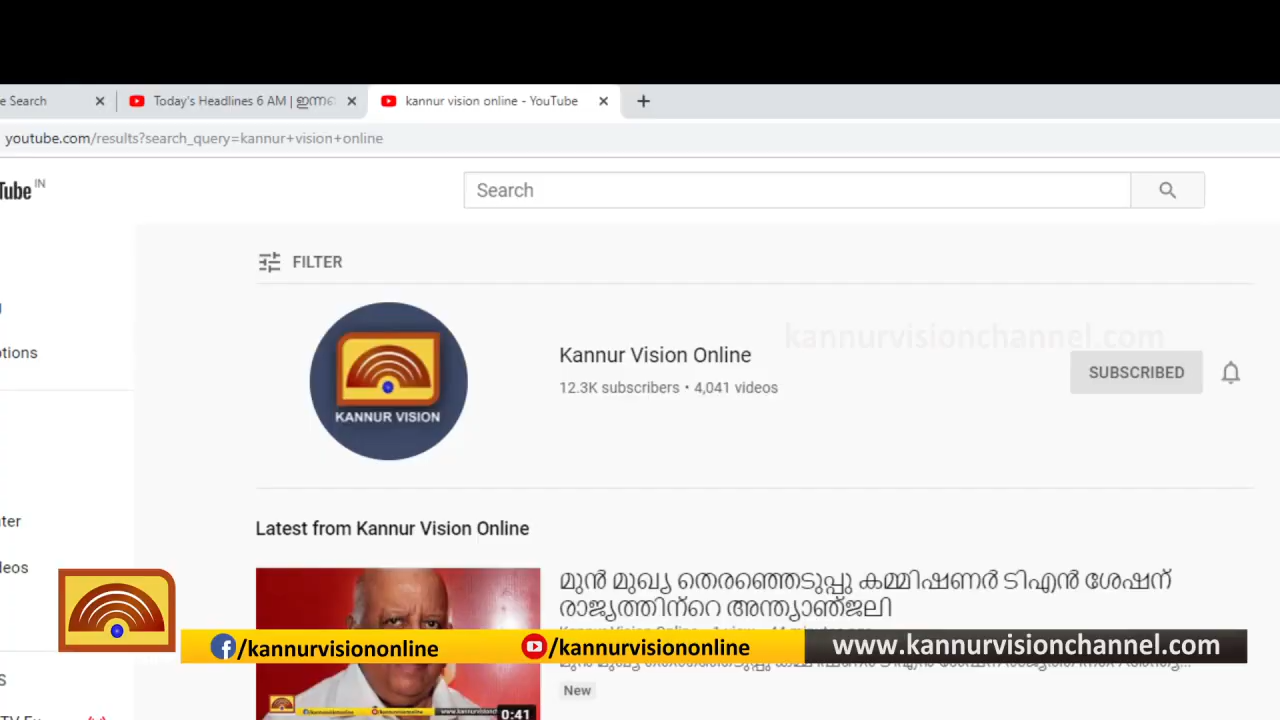 e Search
Today's Headlines 6 AM | ഇന്നത്തെ
kannur vision online - YouTube
youtube.com/results?search_query=kannur+vision+online
Tube IN
Search
FILTER
KANNUR VISION
Kannur Vision Online
12.3K subscribers • 4,041 videos
kannurvisionchannel.com
SUBSCRIBED
ptions
Latest from Kannur Vision Online
മുൻ മുഖ്യ തെരഞ്ഞെടുപ്പു കമ്മിഷണർ ടിഎൻ ശേഷന്
രാജ്യത്തിന്റെ അന്ത്യാഞ്ജലി
/kannurvisiononline
/kannurvisiononline
www.kannurvisionchannel.com
New
0:41